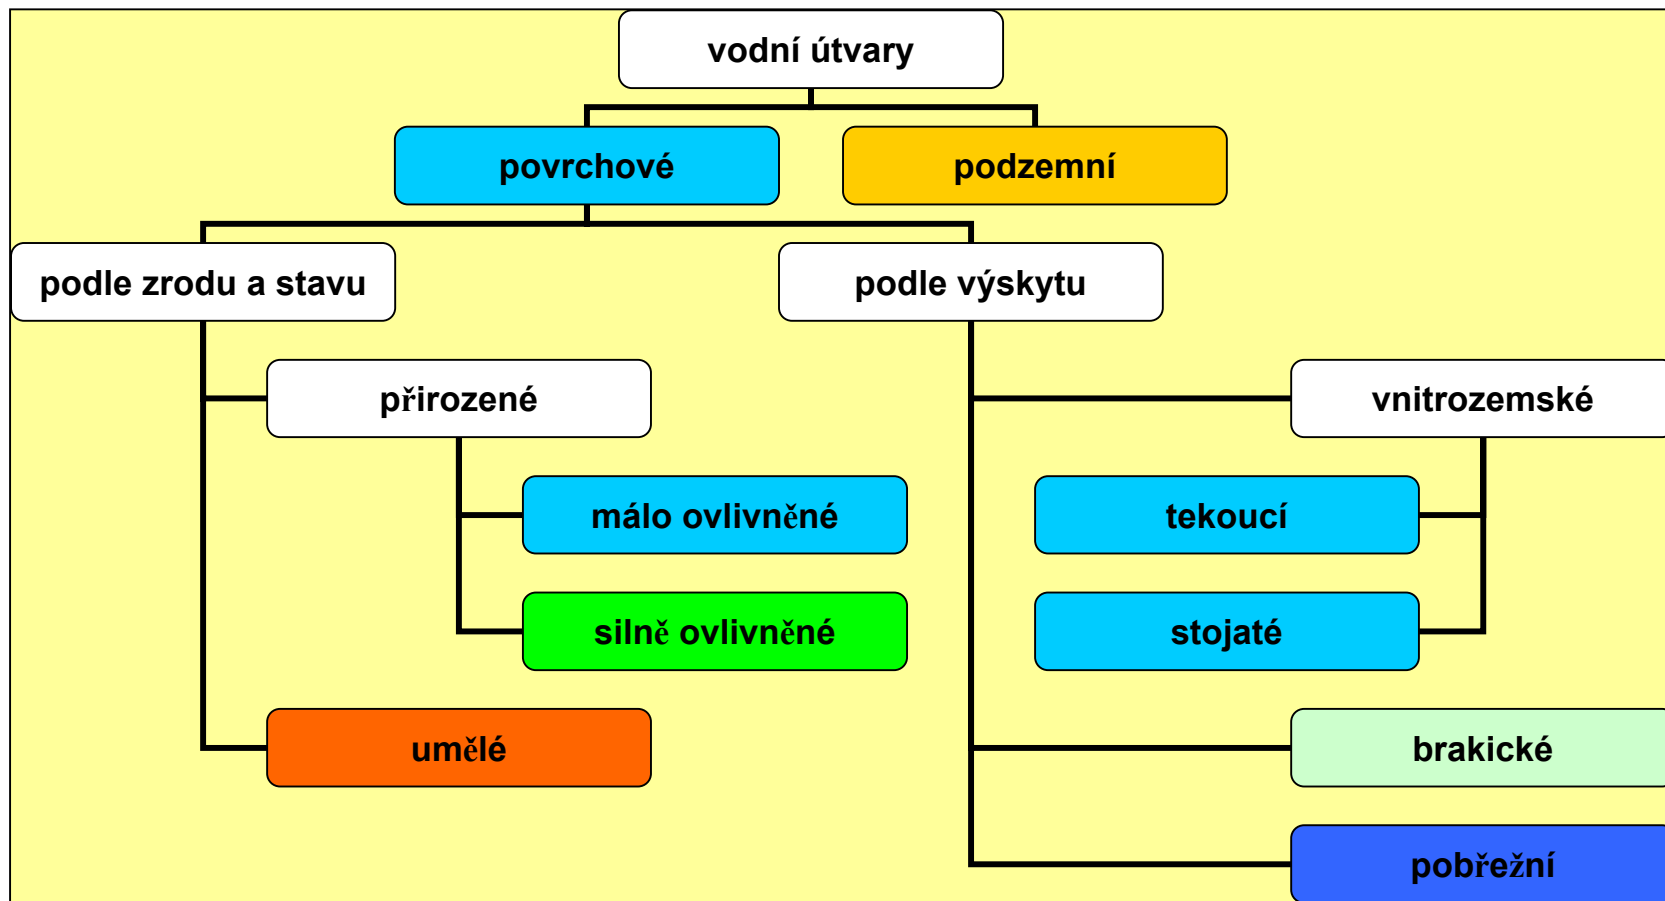 vodní útvary
povrchové
podzemní
podle zrodu a stavu
podle výskytu
přirozené
vnitrozemské
málo ovlivněné
tekoucí
silně ovlivněné
stojaté
umělé
brakické
pobřežní